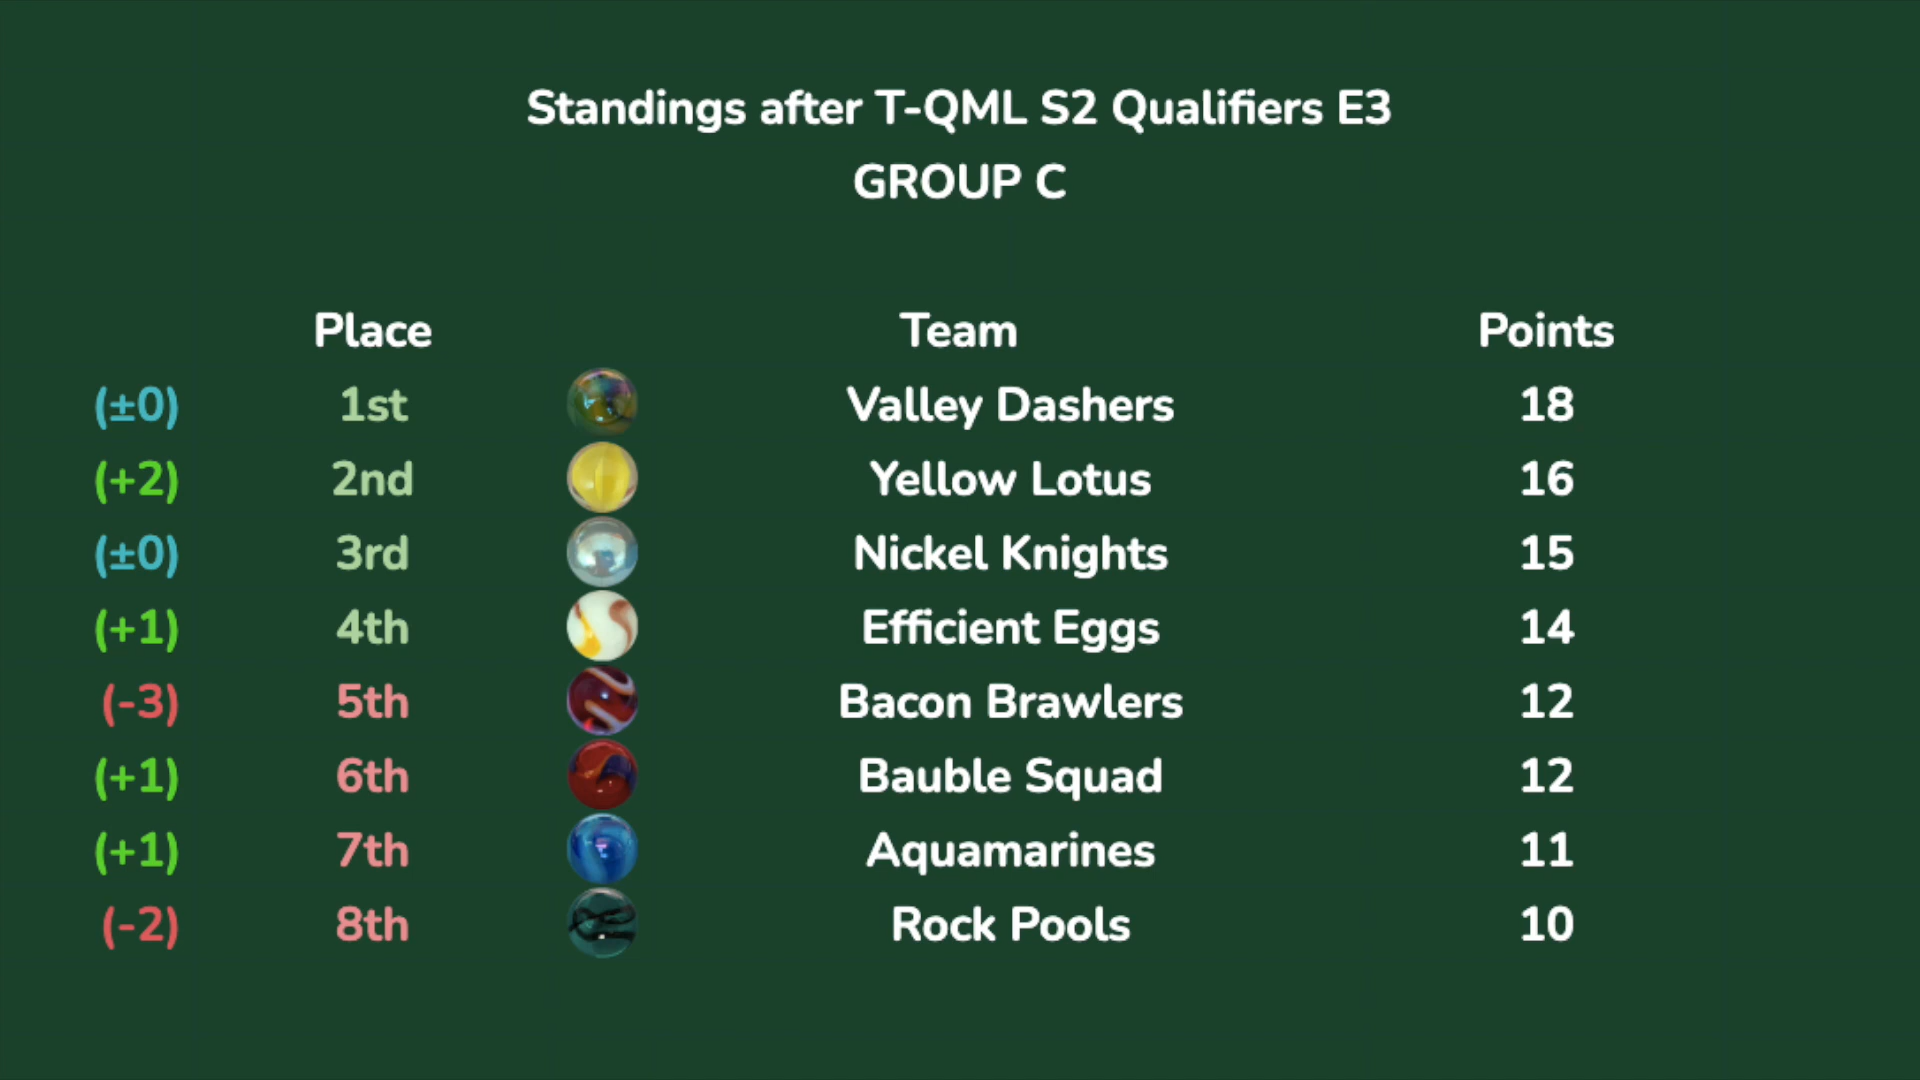 Standings after T-QML S2 Qualifiers E3
GROUP C
Place Team Points
(±0) 1st Valley Dashers 18
(+2) 2nd Yellow Lotus 16
(±0) 3rd Nickel Knights 15
(+1) 4th Efficient Eggs 14
(-3) 5th Bacon Brawlers 12
(+1) 6th Bauble Squad 12
(+1) 7th Aquamarines 11
(-2) 8th Rock Pools 10